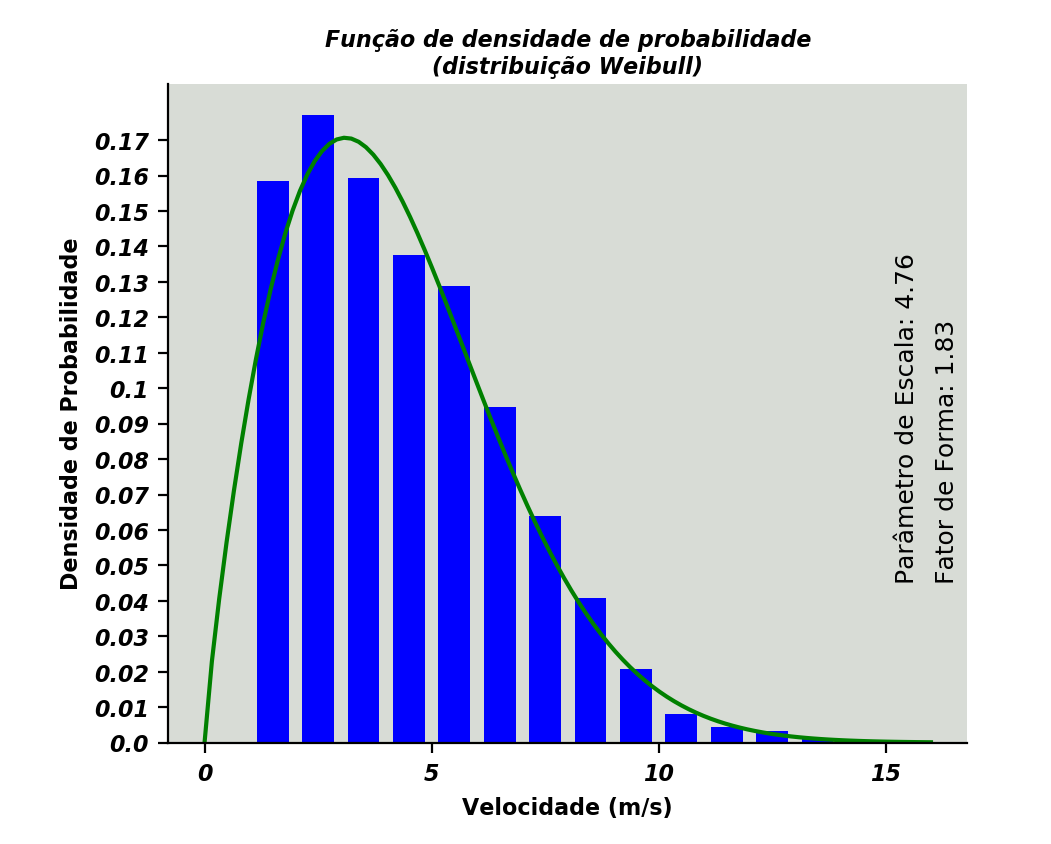 Função de densidade de probabilidade
(distribuição Weibull)
Densidade de Probabilidade
0.17
0.16
0.15
0.14
0.13
0.12
0.11
0.1
0.09
0.08
0.07
0.06
0.05
0.04
0.03
0.02
0.01
0.0
Parâmetro de Escala: 4.76
Fator de Forma: 1.83
0 5 10 15
Velocidade (m/s)